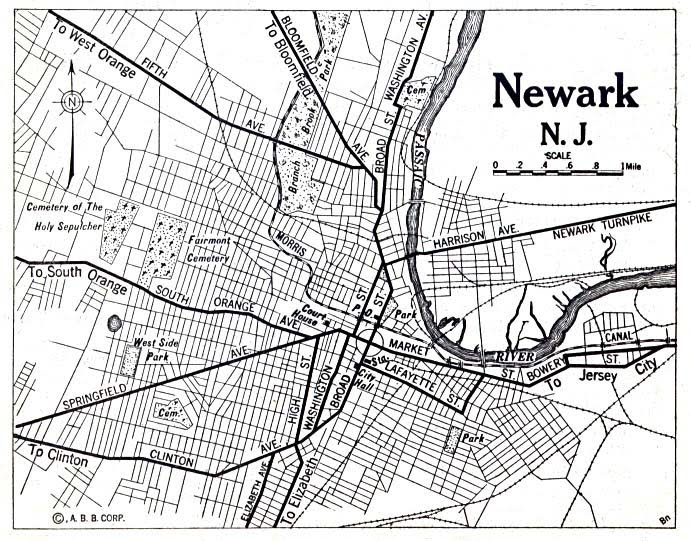 Newark
N. J.
SCALE
0 .2 .4 .6 .8 1 Mile
N
To West Orange
FIFTH
AVE.
BLOOMFIELD
To Bloomfield
AVE.
Park
Branch
Brook
WASHINGTON AV.
Cem.
BROAD ST.
PASSAIC
RIVER
HARRISON AVE.
NEWARK TURNPIKE
Cemetery of The
Holy Sepulcher
Fairmont
Cemetery
MORRIS
CANAL
To South Orange
SOUTH ORANGE AVE.
Court
House
P. O.
ST.
ST.
Park
MARKET ST.
BOWERY ST.
To Jersey City
West Side
Park
SPRINGFIELD AVE.
Cem.
HIGH ST.
WASHINGTON
BROAD
Sta.
City
Hall
LAFAYETTE ST.
Park
To Clinton
CLINTON AVE.
ELIZABETH AVE.
To Elizabeth
©, A. B. B. CORP.
Bn